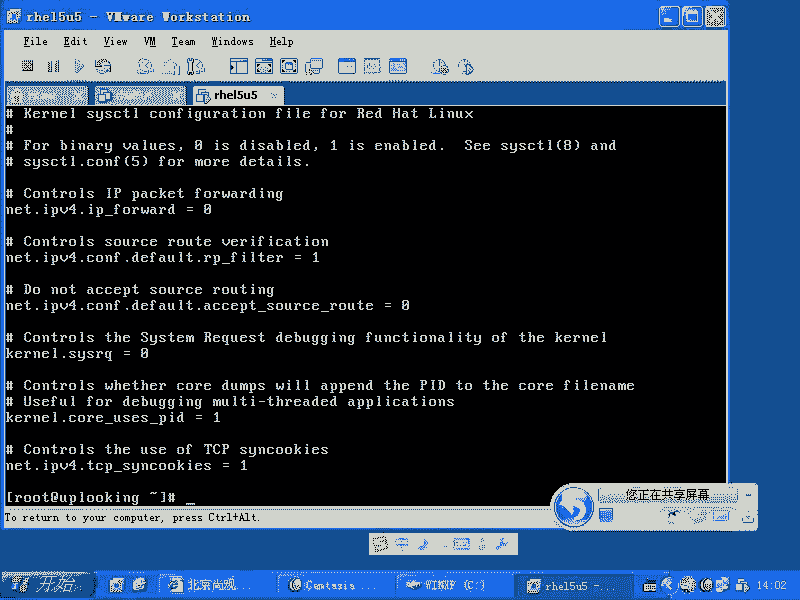 rhel5u5 - VMware Workstation
File Edit View VM Team Windows Help
rhel5u5
# Kernel sysctl configuration file for Red Hat Linux
#
# For binary values, 0 is disabled, 1 is enabled.  See sysctl(8) and
# sysctl.conf(5) for more details.
# Controls IP packet forwarding
net.ipv4.ip_forward = 0
# Controls source route verification
net.ipv4.conf.default.rp_filter = 1
# Do not accept source routing
net.ipv4.conf.default.accept_source_route = 0
# Controls the System Request debugging functionality of the kernel
kernel.sysrq = 0
# Controls whether core dumps will append the PID to the core filename
# Useful for debugging multi-threaded applications
kernel.core_uses_pid = 1
# Controls the use of TCP syncookies
net.ipv4.tcp_syncookies = 1
[root@uplooking ~]# _
您正在共享屏幕
To return to your computer, press Ctrl+Alt.
开始 北京尚观... Camtasia ... WINXP (C:) rhel5u5 - ... 14:02